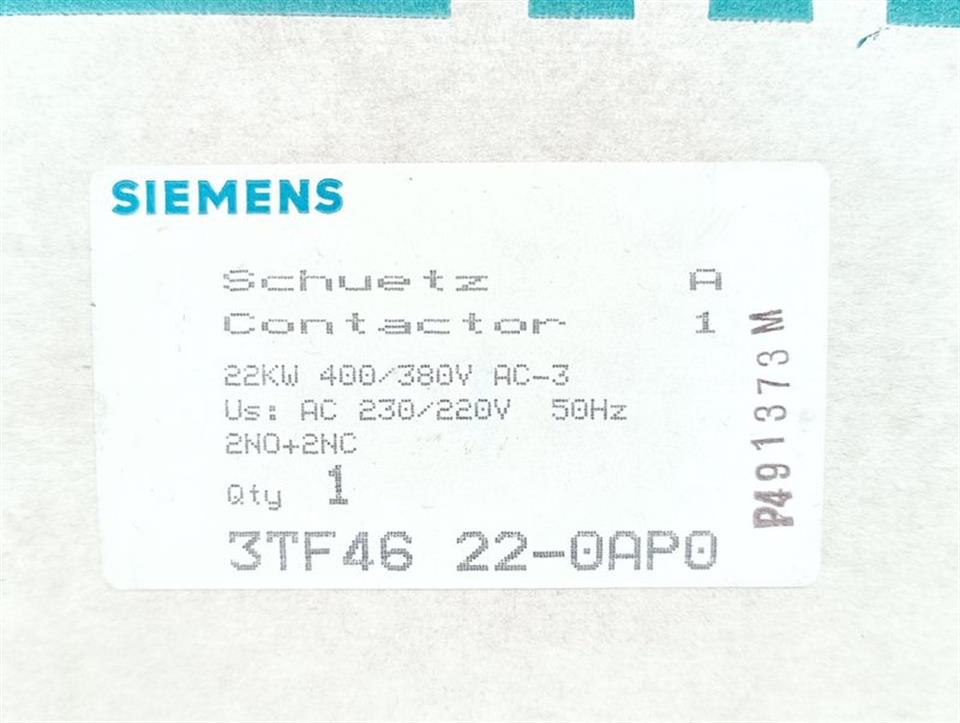 SIEMENS
Schuetz A
Contactor 1
22KW 400/380V AC-3
Us: AC 230/220V 50Hz
2NO+2NC
Qty 1
3TF46 22-0AP0
P491373M